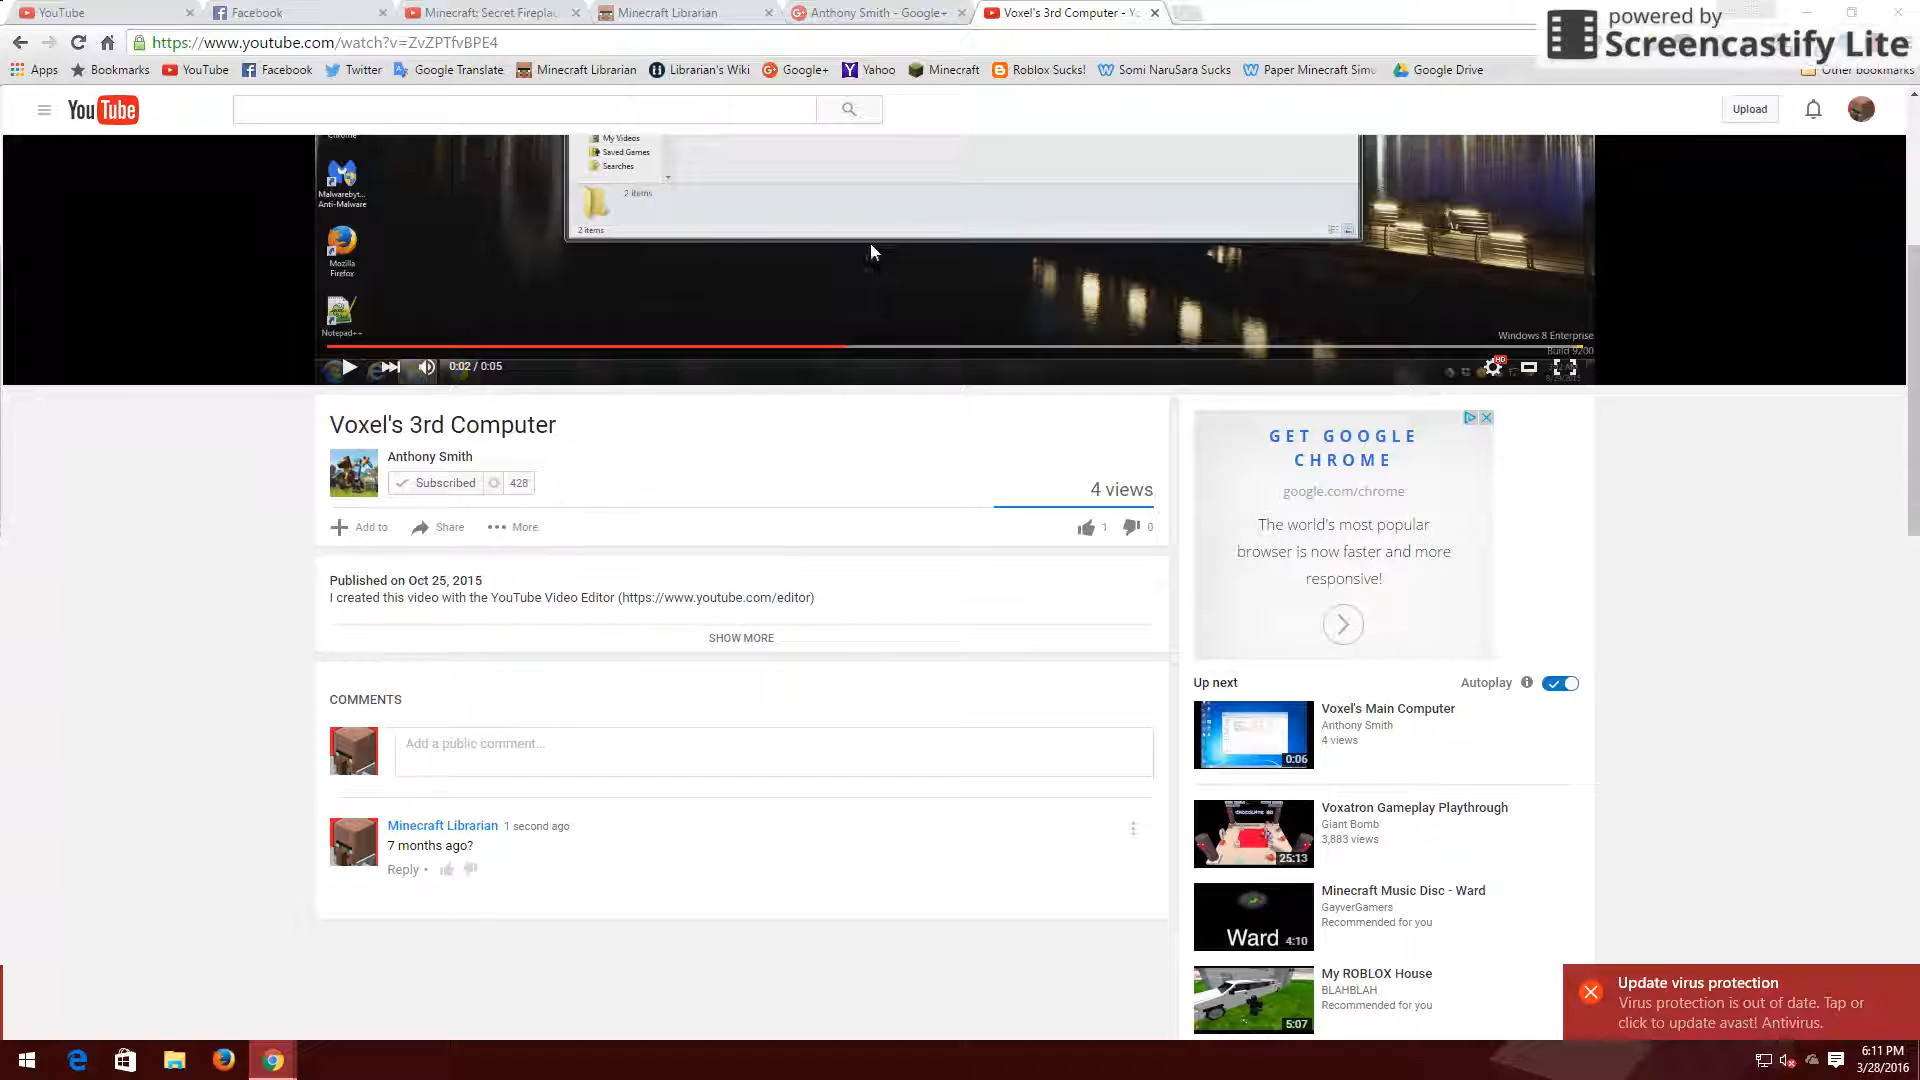 YouTube
Facebook
Minecraft: Secret Firepla
Minecraft Librarian
Anthony Smith - Google+
Voxel's 3rd Computer - Yo
powered by
Screencastify Lite
https://www.youtube.com/watch?v=ZvZPTfvBPE4
Apps
Bookmarks
YouTube
Facebook
Twitter
Google Translate
Minecraft Librarian
Librarian's Wiki
Google+
Yahoo
Minecraft
Roblox Sucks!
Somi NaruSara Sucks
Paper Minecraft Simu
Google Drive
Other bookmarks
YouTube
Upload
Chrome
My Videos
Saved Games
Searches
2 items
2 items
Malwarebyt...
Anti-Malware
Mozilla
Firefox
Notepad++
Windows 8 Enterprise
Build 9200
0:02 / 0:05
HD
Voxel's 3rd Computer
Anthony Smith
Subscribed 428
4 views
Add to
Share
More
1
0
Published on Oct 25, 2015
I created this video with the YouTube Video Editor (https://www.youtube.com/editor)
SHOW MORE
COMMENTS
Add a public comment...
Minecraft Librarian 1 second ago
7 months ago?
Reply •
GET GOOGLE
CHROME
google.com/chrome
The world's most popular
browser is now faster and more
responsive!
Up next
Autoplay
Voxel's Main Computer
Anthony Smith
4 views
0:06
Voxatron Gameplay Playthrough
Giant Bomb
3,883 views
25:13
Minecraft Music Disc - Ward
GayverGamers
Recommended for you
Ward
4:10
My ROBLOX House
BLAHBLAH
Recommended for you
5:07
Update virus protection
Virus protection is out of date. Tap or
click to update avast! Antivirus.
6:11 PM
3/28/2016